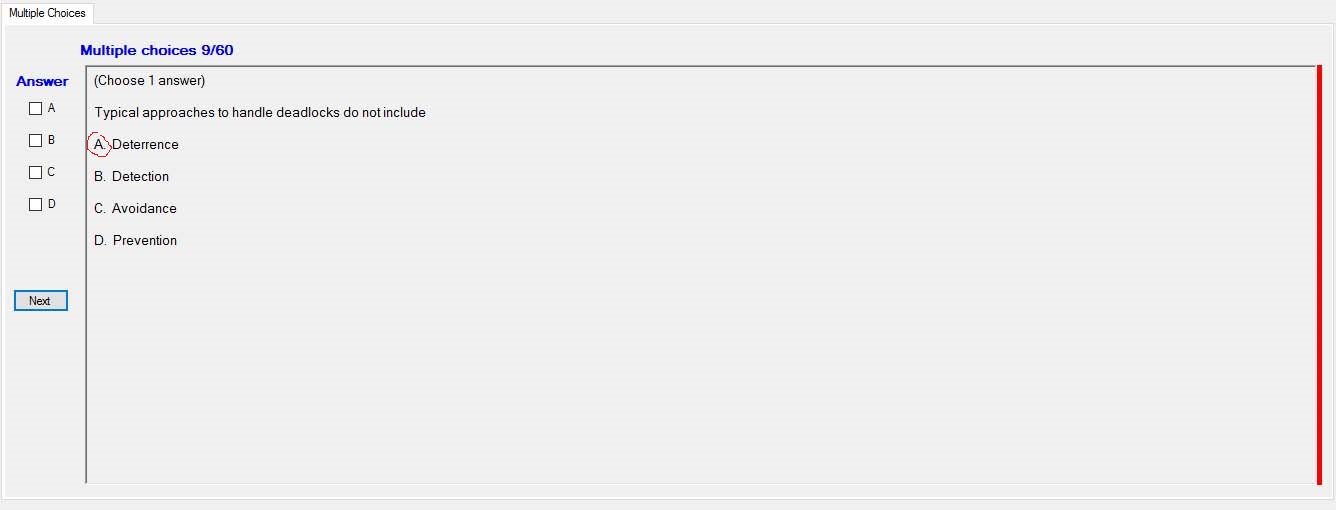 Multiple Choices
Multiple choices 9/60
Answer
A
B
C
D
Next
(Choose 1 answer)
Typical approaches to handle deadlocks do not include
A. Deterrence
B. Detection
C. Avoidance
D. Prevention